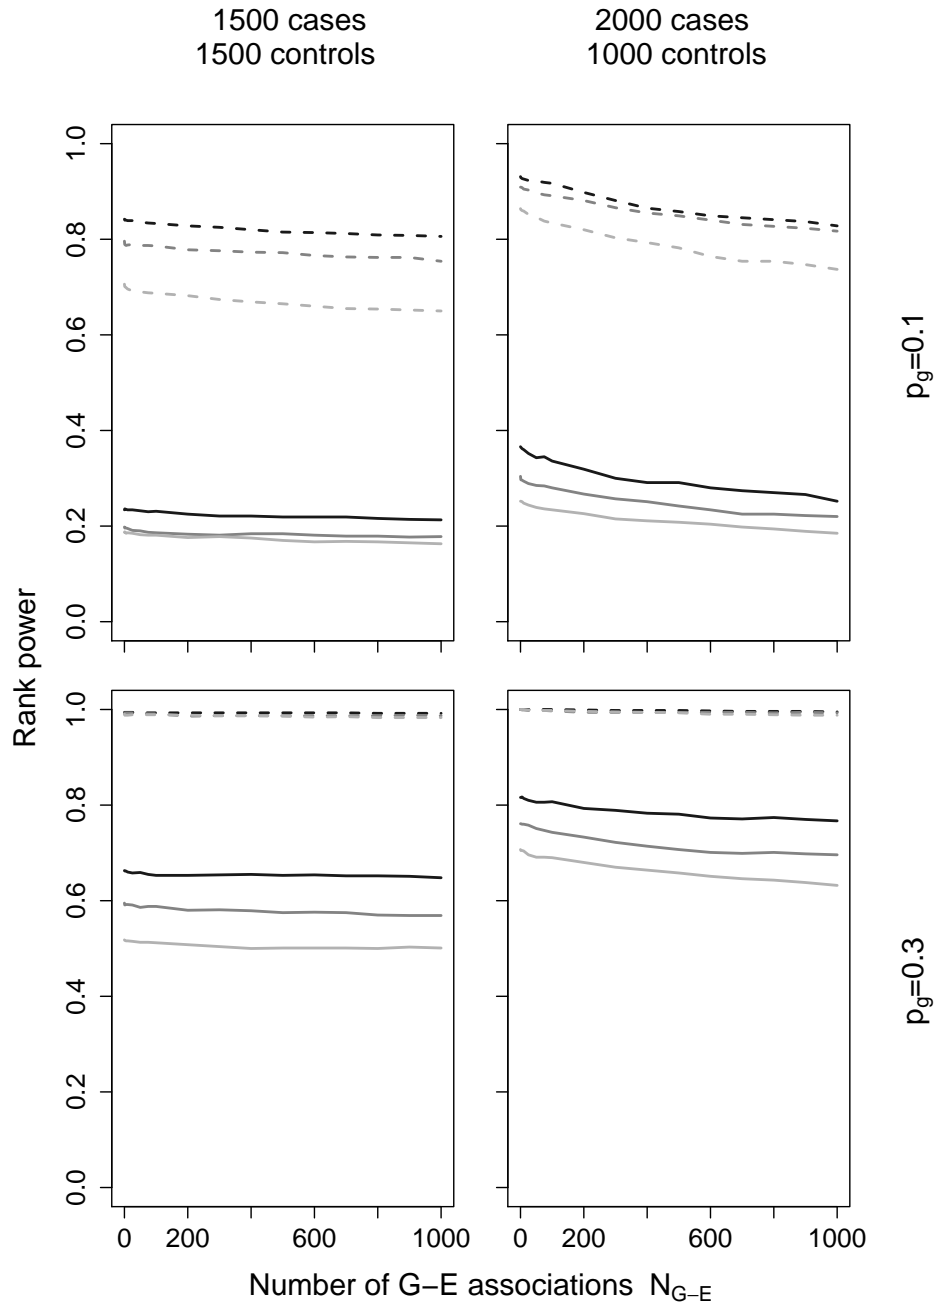 1500 cases
1500 controls
2000 cases
1000 controls
1.0
0.8
0.6
0.4
0.2
0.0
p_g=0.1
Rank power
1.0
0.8
0.6
0.4
0.2
0.0
p_g=0.3
0 200 600 1000
0 200 600 1000
Number of G−E associations N_G−E